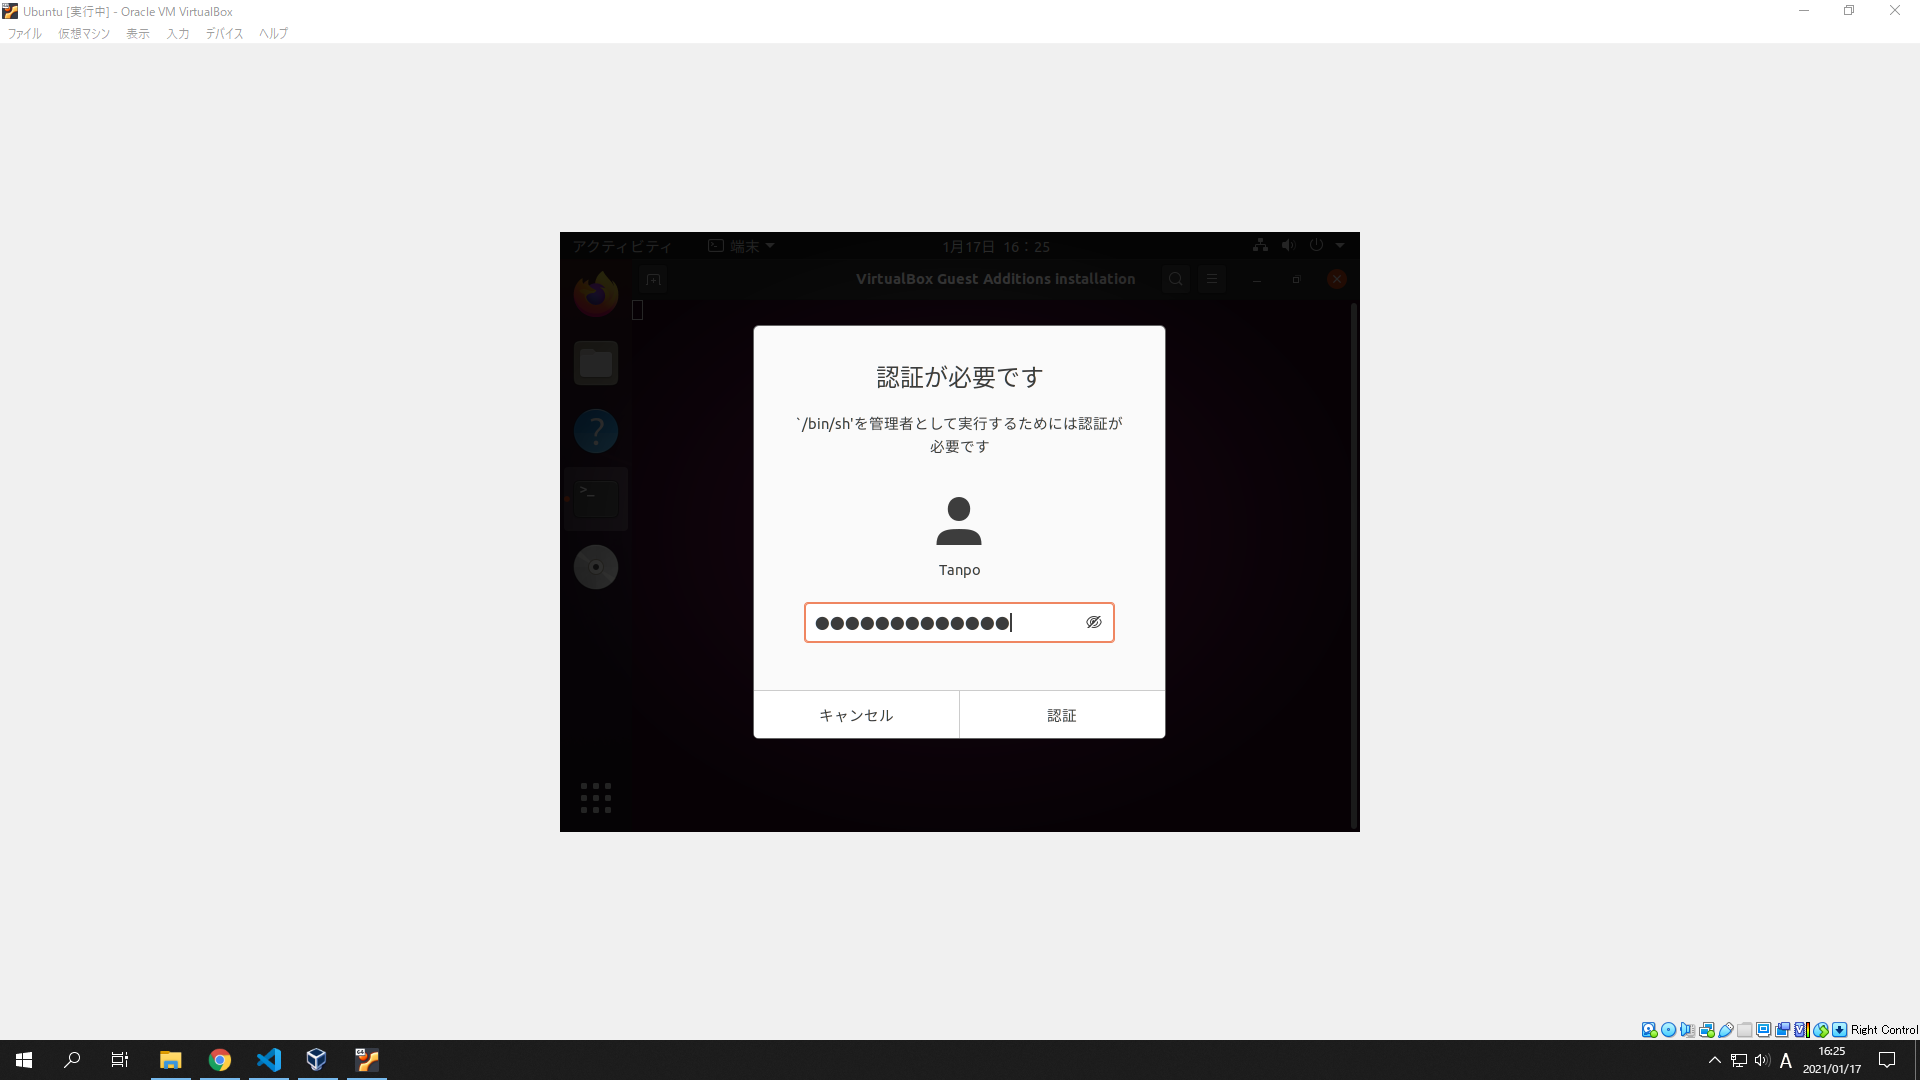 Ubuntu [実行中] - Oracle VM VirtualBox
ファイル 仮想マシン 表示 入力 デバイス ヘルプ
アクティビティ 端末 1月17日 16：25
VirtualBox Guest Additions installation
認証が必要です
`/bin/sh'を管理者として実行するためには認証が
必要です
Tanpo
キャンセル 認証
Right Control
A 16:25
2021/01/17